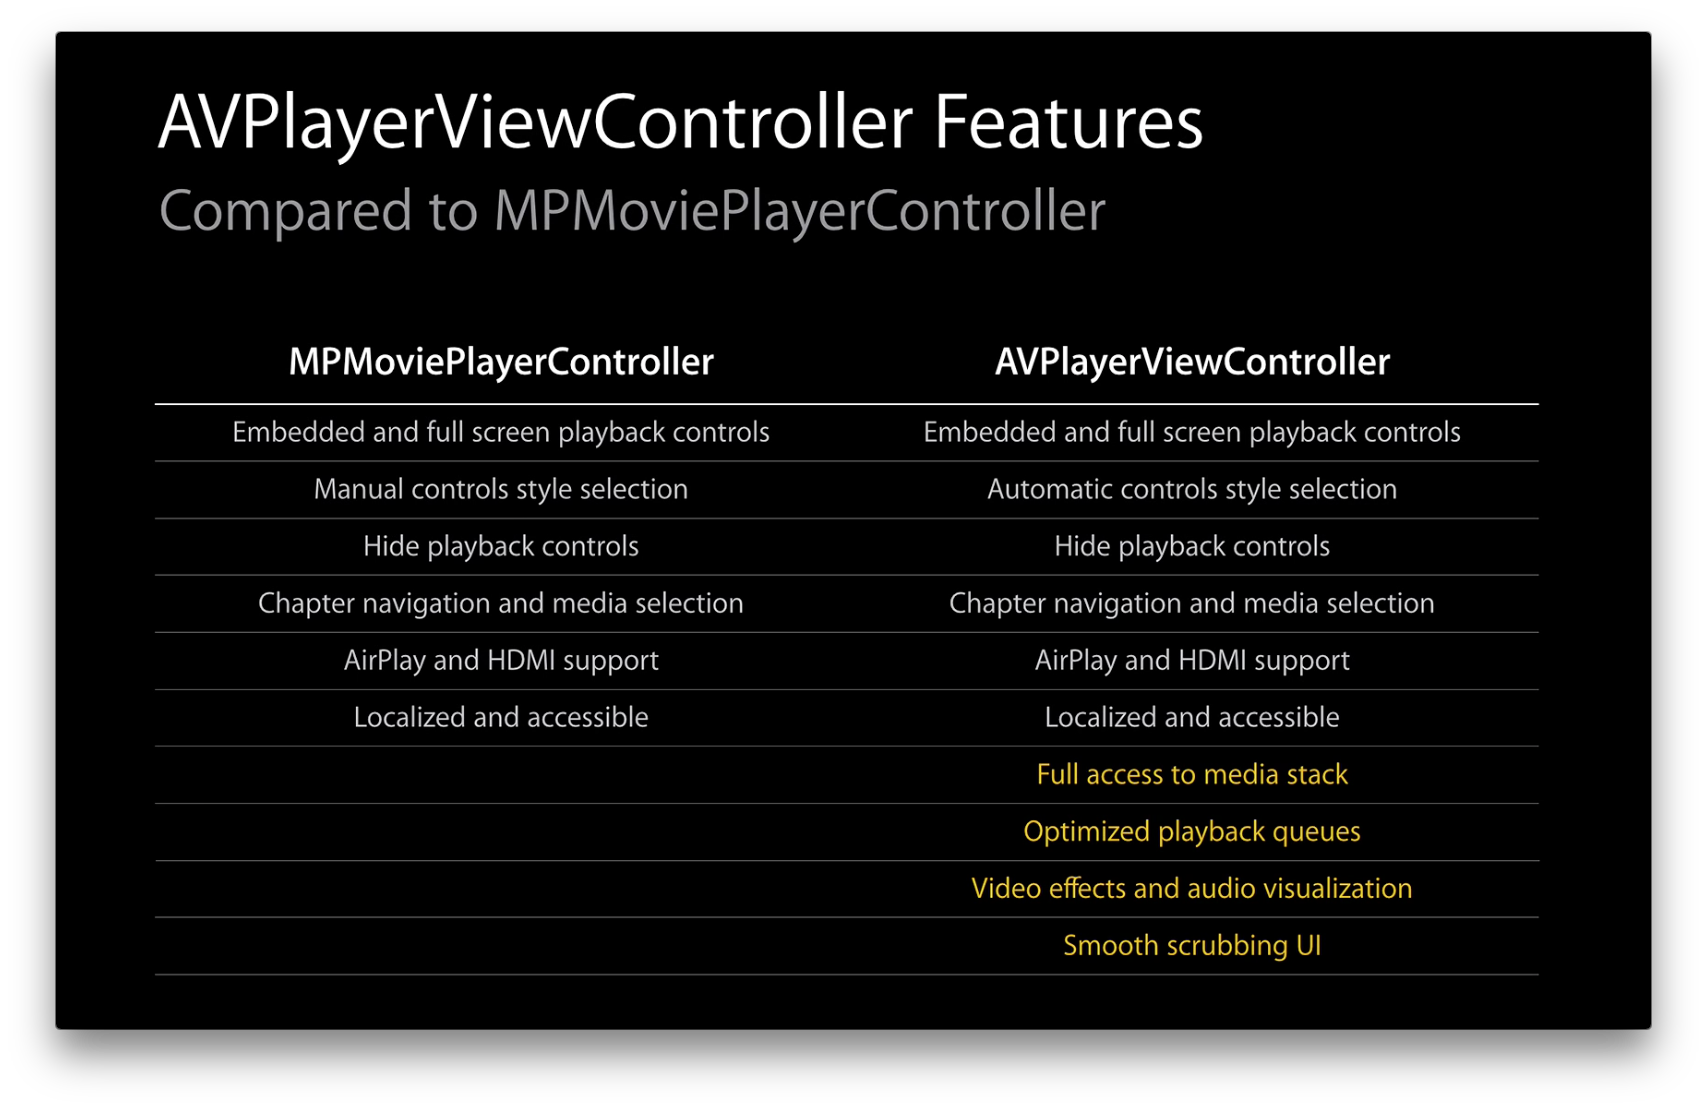 AVPlayerViewController Features
Compared to MPMoviePlayerController
MPMoviePlayerController AVPlayerViewController
Embedded and full screen playback controls Embedded and full screen playback controls
Manual controls style selection Automatic controls style selection
Hide playback controls Hide playback controls
Chapter navigation and media selection Chapter navigation and media selection
AirPlay and HDMI support AirPlay and HDMI support
Localized and accessible Localized and accessible
Full access to media stack
Optimized playback queues
Video effects and audio visualization
Smooth scrubbing UI